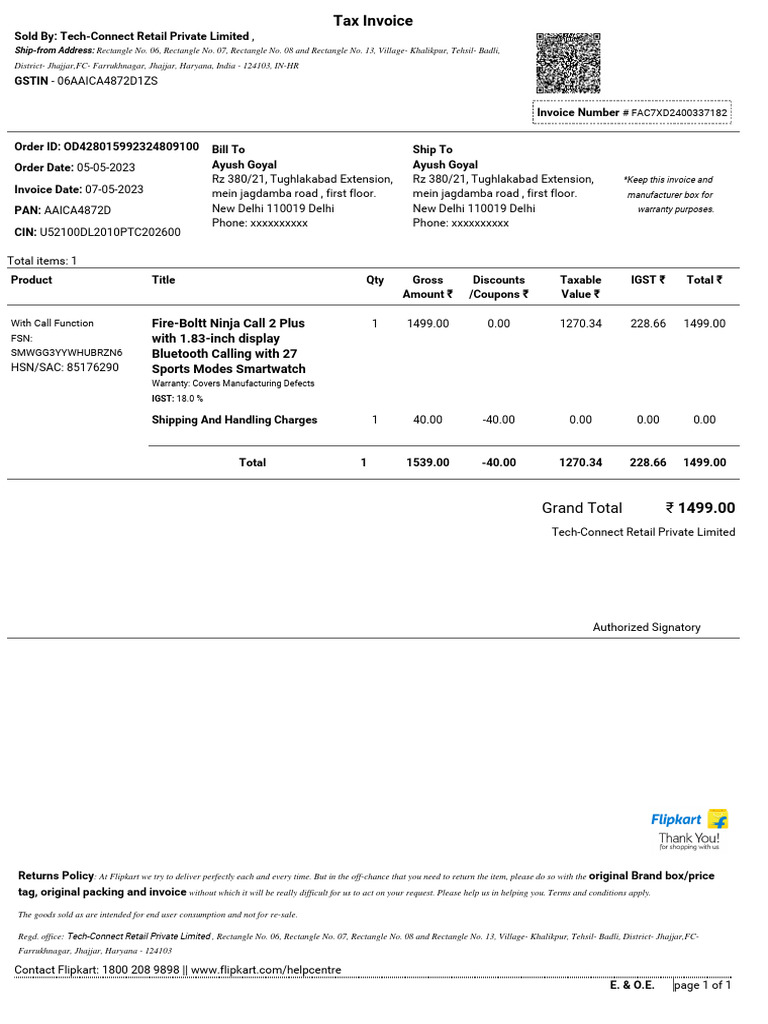 Tax Invoice
Sold By: Tech-Connect Retail Private Limited ,
Ship-from Address: Rectangle No. 06, Rectangle No. 07, Rectangle No. 08 and Rectangle No. 13, Village- Khalikpur, Tehsil- Badli,
District- Jhajjar,FC- Farrukhnagar, Jhajjar, Haryana, India - 124103, IN-HR
GSTIN - 06AAICA4872D1ZS
Invoice Number # FAC7XD2400337182
Order ID: OD428015992324809100
Order Date: 05-05-2023
Invoice Date: 07-05-2023
PAN: AAICA4872D
CIN: U52100DL2010PTC202600
Bill To
Ayush Goyal
Rz 380/21, Tughlakabad Extension,
mein jagdamba road , first floor.
New Delhi 110019 Delhi
Phone: xxxxxxxxxx
Ship To
Ayush Goyal
Rz 380/21, Tughlakabad Extension,
mein jagdamba road , first floor.
New Delhi 110019 Delhi
Phone: xxxxxxxxxx
*Keep this invoice and
manufacturer box for
warranty purposes.
Total items: 1
Product Title Qty Gross Amount ₹ Discounts /Coupons ₹ Taxable Value ₹ IGST ₹ Total ₹
With Call Function
FSN:
SMWGG3YYWHUBRZN6
HSN/SAC: 85176290
Fire-Boltt Ninja Call 2 Plus
with 1.83-inch display
Bluetooth Calling with 27
Sports Modes Smartwatch
Warranty: Covers Manufacturing Defects
IGST: 18.0 %
1 1499.00 0.00 1270.34 228.66 1499.00
Shipping And Handling Charges 1 40.00 -40.00 0.00 0.00 0.00
Total 1 1539.00 -40.00 1270.34 228.66 1499.00
Grand Total ₹ 1499.00
Tech-Connect Retail Private Limited
Authorized Signatory
Flipkart
Thank You!
for shopping with us
Returns Policy: At Flipkart we try to deliver perfectly each and every time. But in the off-chance that you need to return the item, please do so with the original Brand box/price
tag, original packing and invoice without which it will be really difficult for us to act on your request. Please help us in helping you. Terms and conditions apply.
The goods sold as are intended for end user consumption and not for re-sale.
Regd. office: Tech-Connect Retail Private Limited , Rectangle No. 06, Rectangle No. 07, Rectangle No. 08 and Rectangle No. 13, Village- Khalikpur, Tehsil- Badli, District- Jhajjar,FC-
Farrukhnagar, Jhajjar, Haryana - 124103
Contact Flipkart: 1800 208 9898 || www.flipkart.com/helpcentre
E. & O.E. page 1 of 1